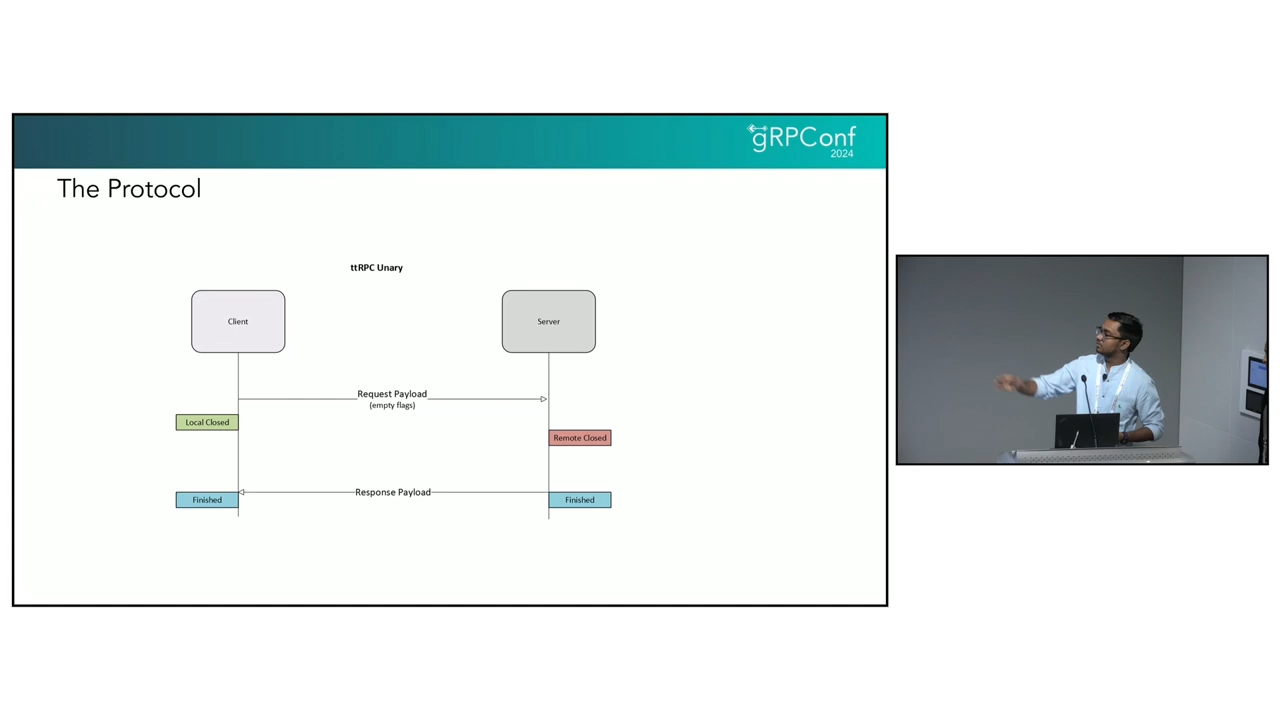 gRPConf
2024
The Protocol
ttRPC Unary
Client
Server
Request Payload
(empty flags)
Local Closed
Remote Closed
Response Payload
Finished
Finished